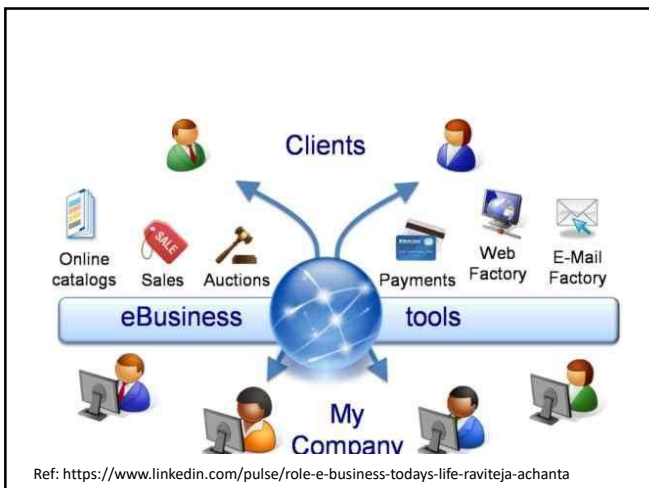 Clients
Online
catalogs
SALE
Sales
Auctions
Payments
Web
Factory
E-Mail
Factory
eBusiness tools
My
Company
Ref: https://www.linkedin.com/pulse/role-e-business-todays-life-raviteja-achanta